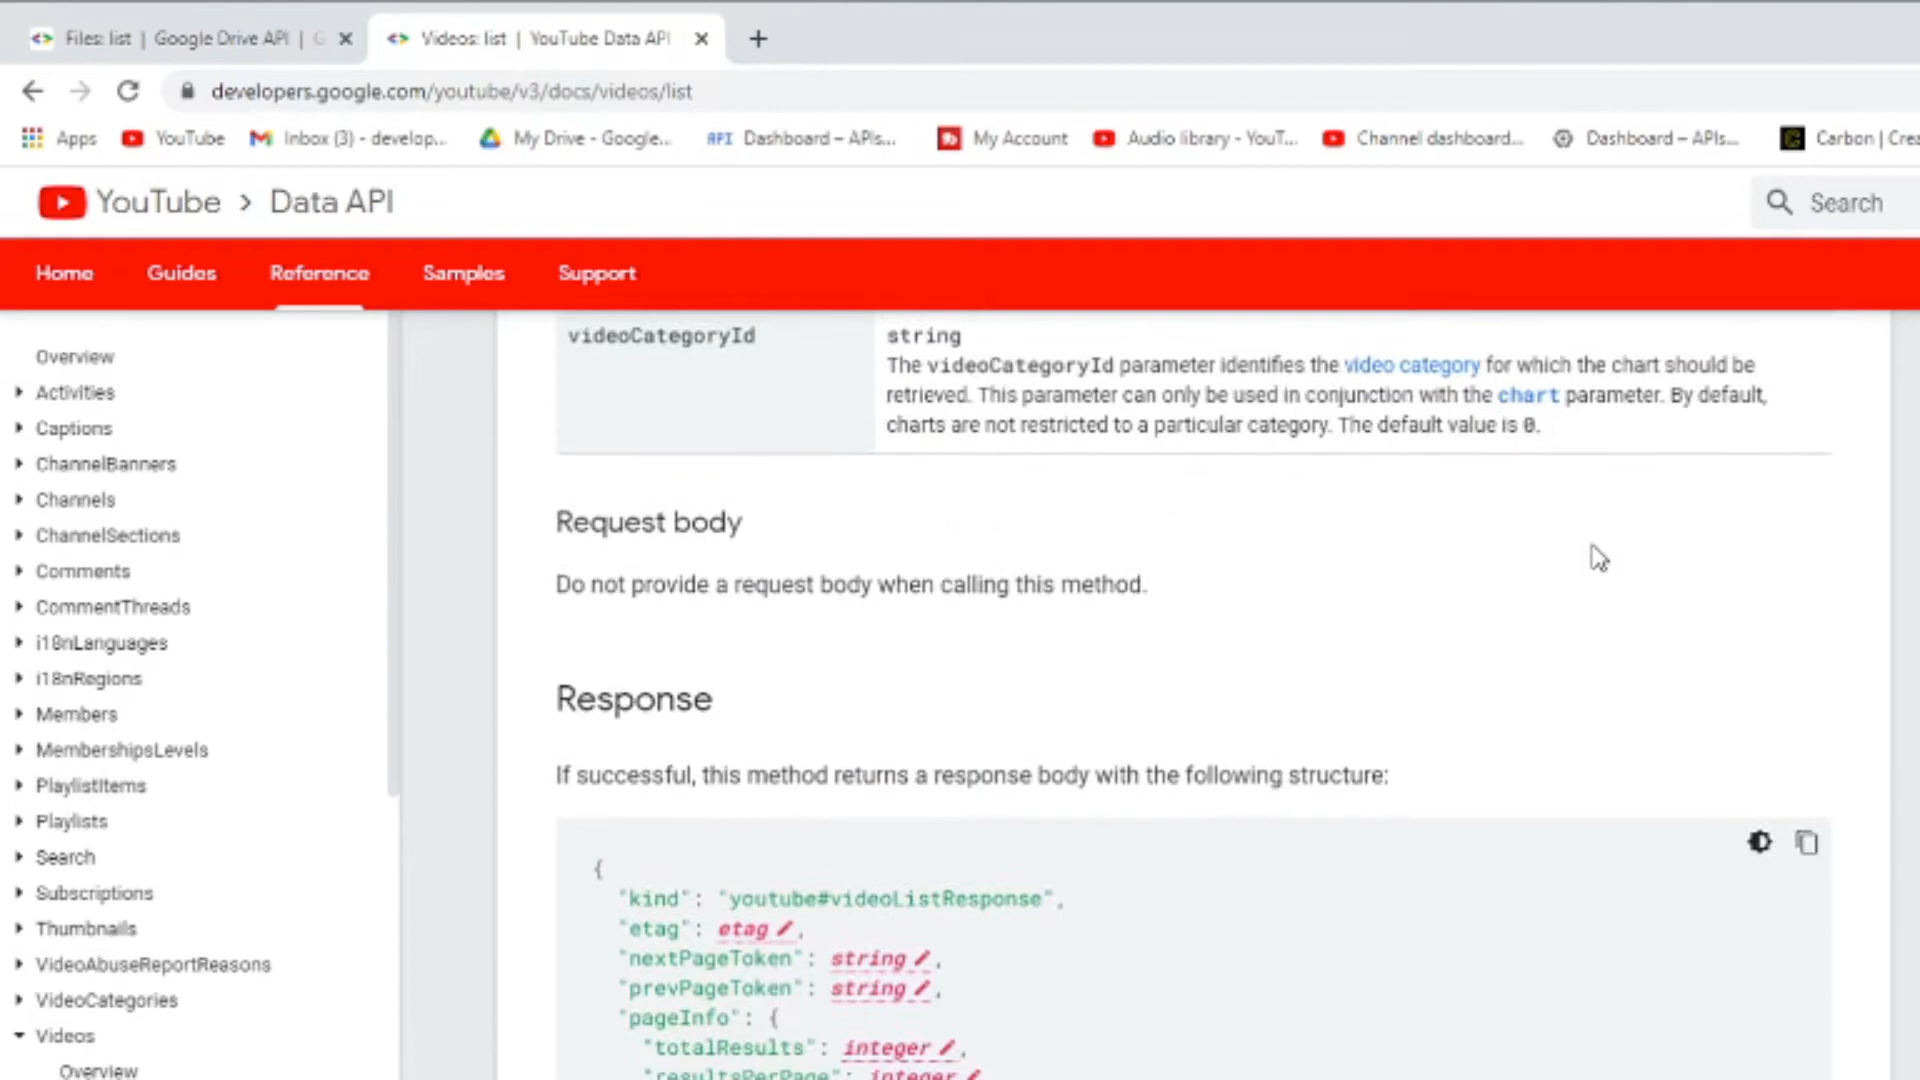 Files: list | Google Drive API | G
Videos: list | YouTube Data API
developers.google.com/youtube/v3/docs/videos/list
Apps YouTube Inbox (3) - develop... My Drive - Google... API Dashboard – APIs... My Account Audio library - YouT... Channel dashboard... Dashboard – APIs... Carbon | Crea
YouTube > Data API
Search
Home Guides Reference Samples Support
Overview
Activities
Captions
ChannelBanners
Channels
ChannelSections
Comments
CommentThreads
i18nLanguages
i18nRegions
Members
MembershipsLevels
PlaylistItems
Playlists
Search
Subscriptions
Thumbnails
VideoAbuseReportReasons
VideoCategories
Videos
Overview
videoCategoryId
string
The videoCategoryId parameter identifies the video category for which the chart should be
retrieved. This parameter can only be used in conjunction with the chart parameter. By default,
charts are not restricted to a particular category. The default value is 0.
Request body
Do not provide a request body when calling this method.
Response
If successful, this method returns a response body with the following structure:
{
"kind": "youtube#videoListResponse",
"etag": etag,
"nextPageToken": string,
"prevPageToken": string,
"pageInfo": {
"totalResults": integer,
"resultsPerPage": integer